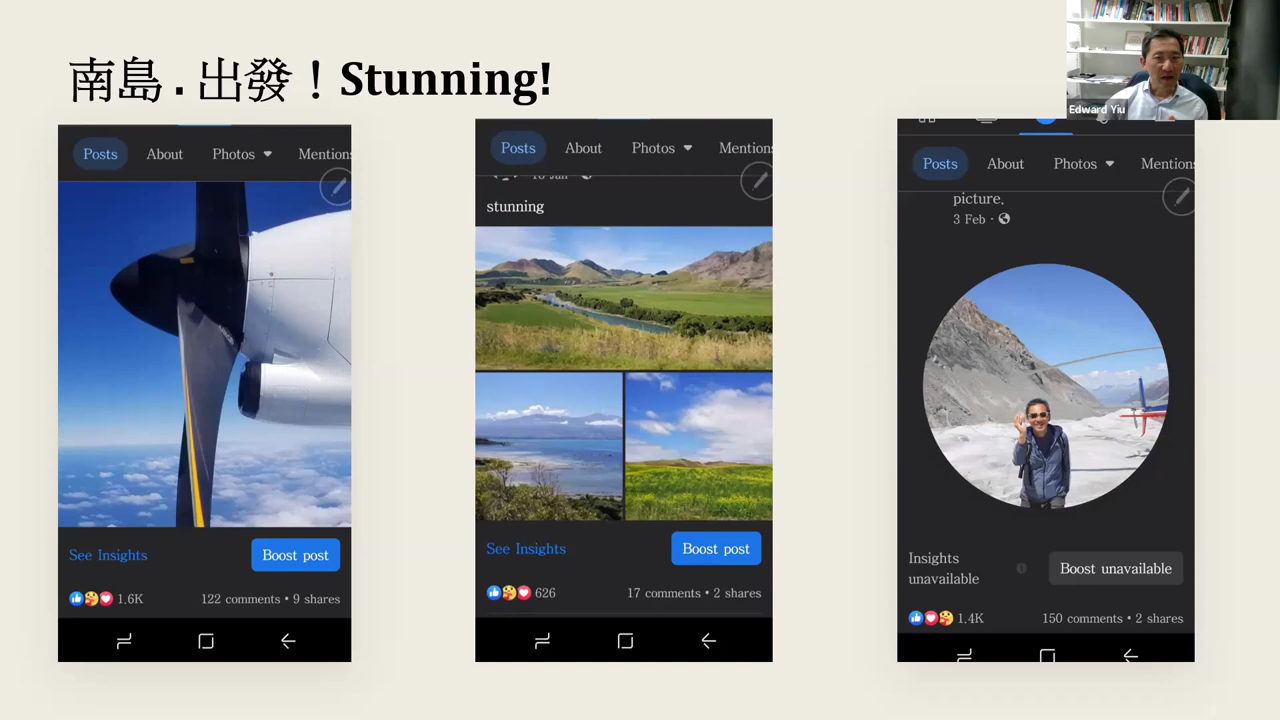 南島.出發！Stunning!
Edward Yiu
Posts About Photos Mentions
See Insights Boost post
1.6K 122 comments • 9 shares
Posts About Photos Mentions
stunning
See Insights Boost post
626 17 comments • 2 shares
Posts About Photos Mentions
picture.
3 Feb ·
Insights
unavailable
Boost unavailable
1.4K 150 comments • 2 shares